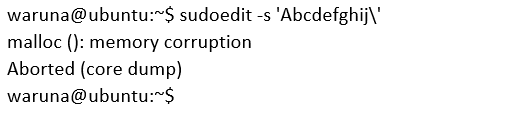 waruna@ubuntu:~$ sudoedit -s 'Abcdefghij\'
malloc (): memory corruption
Aborted (core dump)
waruna@ubuntu:~$